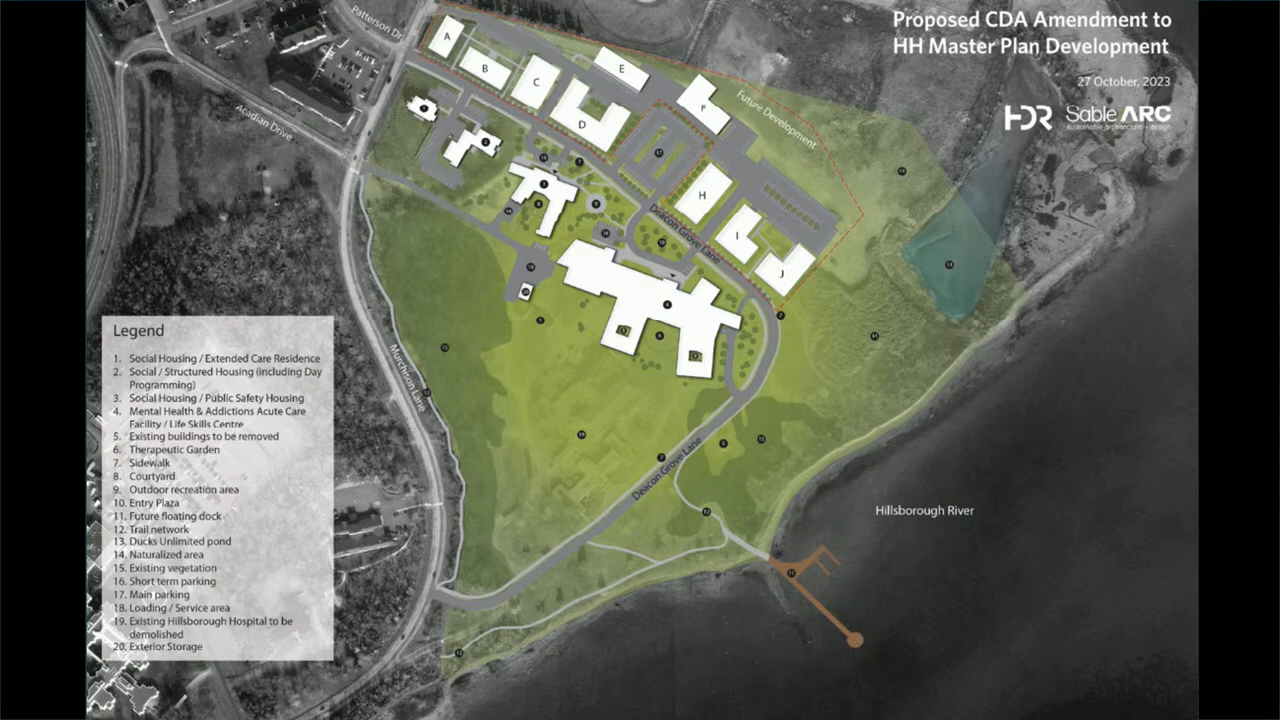 Proposed CDA Amendment to
HH Master Plan Development
27 October, 2023
HDR Sable ARC
sustainable architecture + design
Patterson Dr
Acadian Drive
A
B
C
D
E
F
Future Development
1
2
3
H
I
J
Deacon Grove Lane
4
Murchison Lane
Deacon Grove Lane
Hillsborough River
Legend
1. Social Housing / Extended Care Residence
2. Social / Structured Housing (including Day
Programming)
3. Social Housing / Public Safety Housing
4. Mental Health & Addictions Acute Care
Facility / Life Skills Centre
5. Existing buildings to be removed
6. Therapeutic Garden
7. Sidewalk
8. Courtyard
9. Outdoor recreation area
10. Entry Plaza
11. Future floating dock
12. Trail network
13. Ducks Unlimited pond
14. Naturalized area
15. Existing vegetation
16. Short term parking
17. Main parking
18. Loading / Service area
19. Existing Hillsborough Hospital to be
demolished
20. Exterior Storage